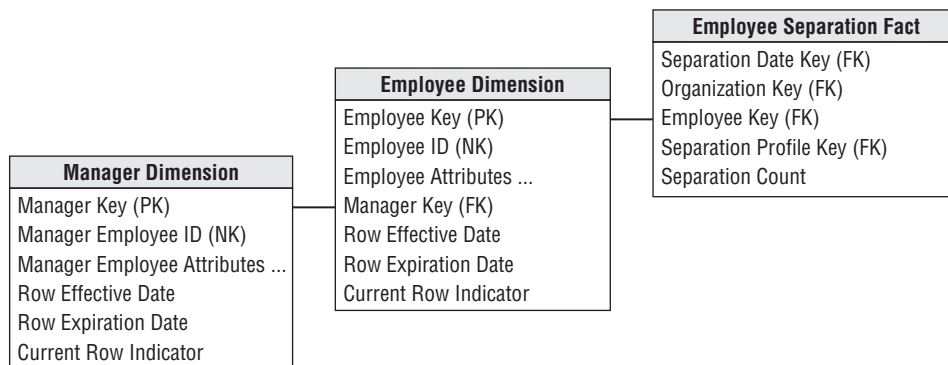 Employee Separation Fact
Separation Date Key (FK)
Organization Key (FK)
Employee Key (FK)
Separation Profile Key (FK)
Separation Count
Employee Dimension
Employee Key (PK)
Employee ID (NK)
Employee Attributes ...
Manager Key (FK)
Row Effective Date
Row Expiration Date
Current Row Indicator
Manager Dimension
Manager Key (PK)
Manager Employee ID (NK)
Manager Employee Attributes ...
Row Effective Date
Row Expiration Date
Current Row Indicator